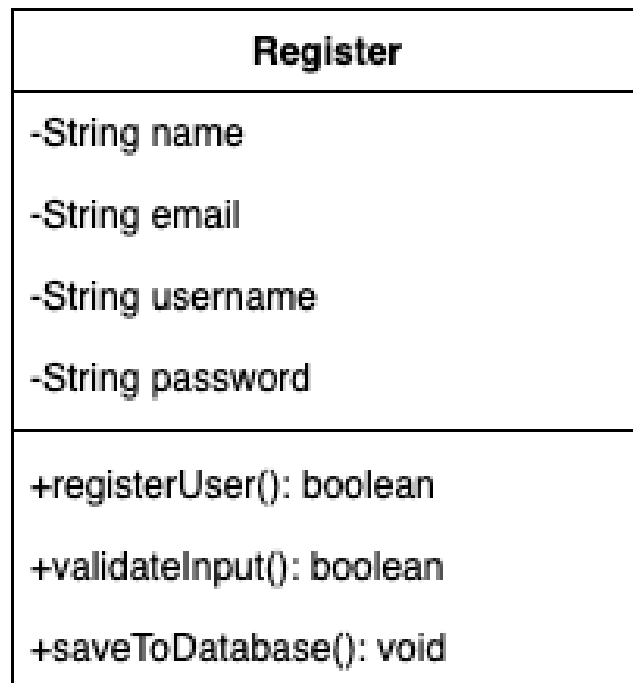 Register
-String name
-String email
-String username
-String password
+registerUser(): boolean
+validateInput(): boolean
+saveToDatabase(): void